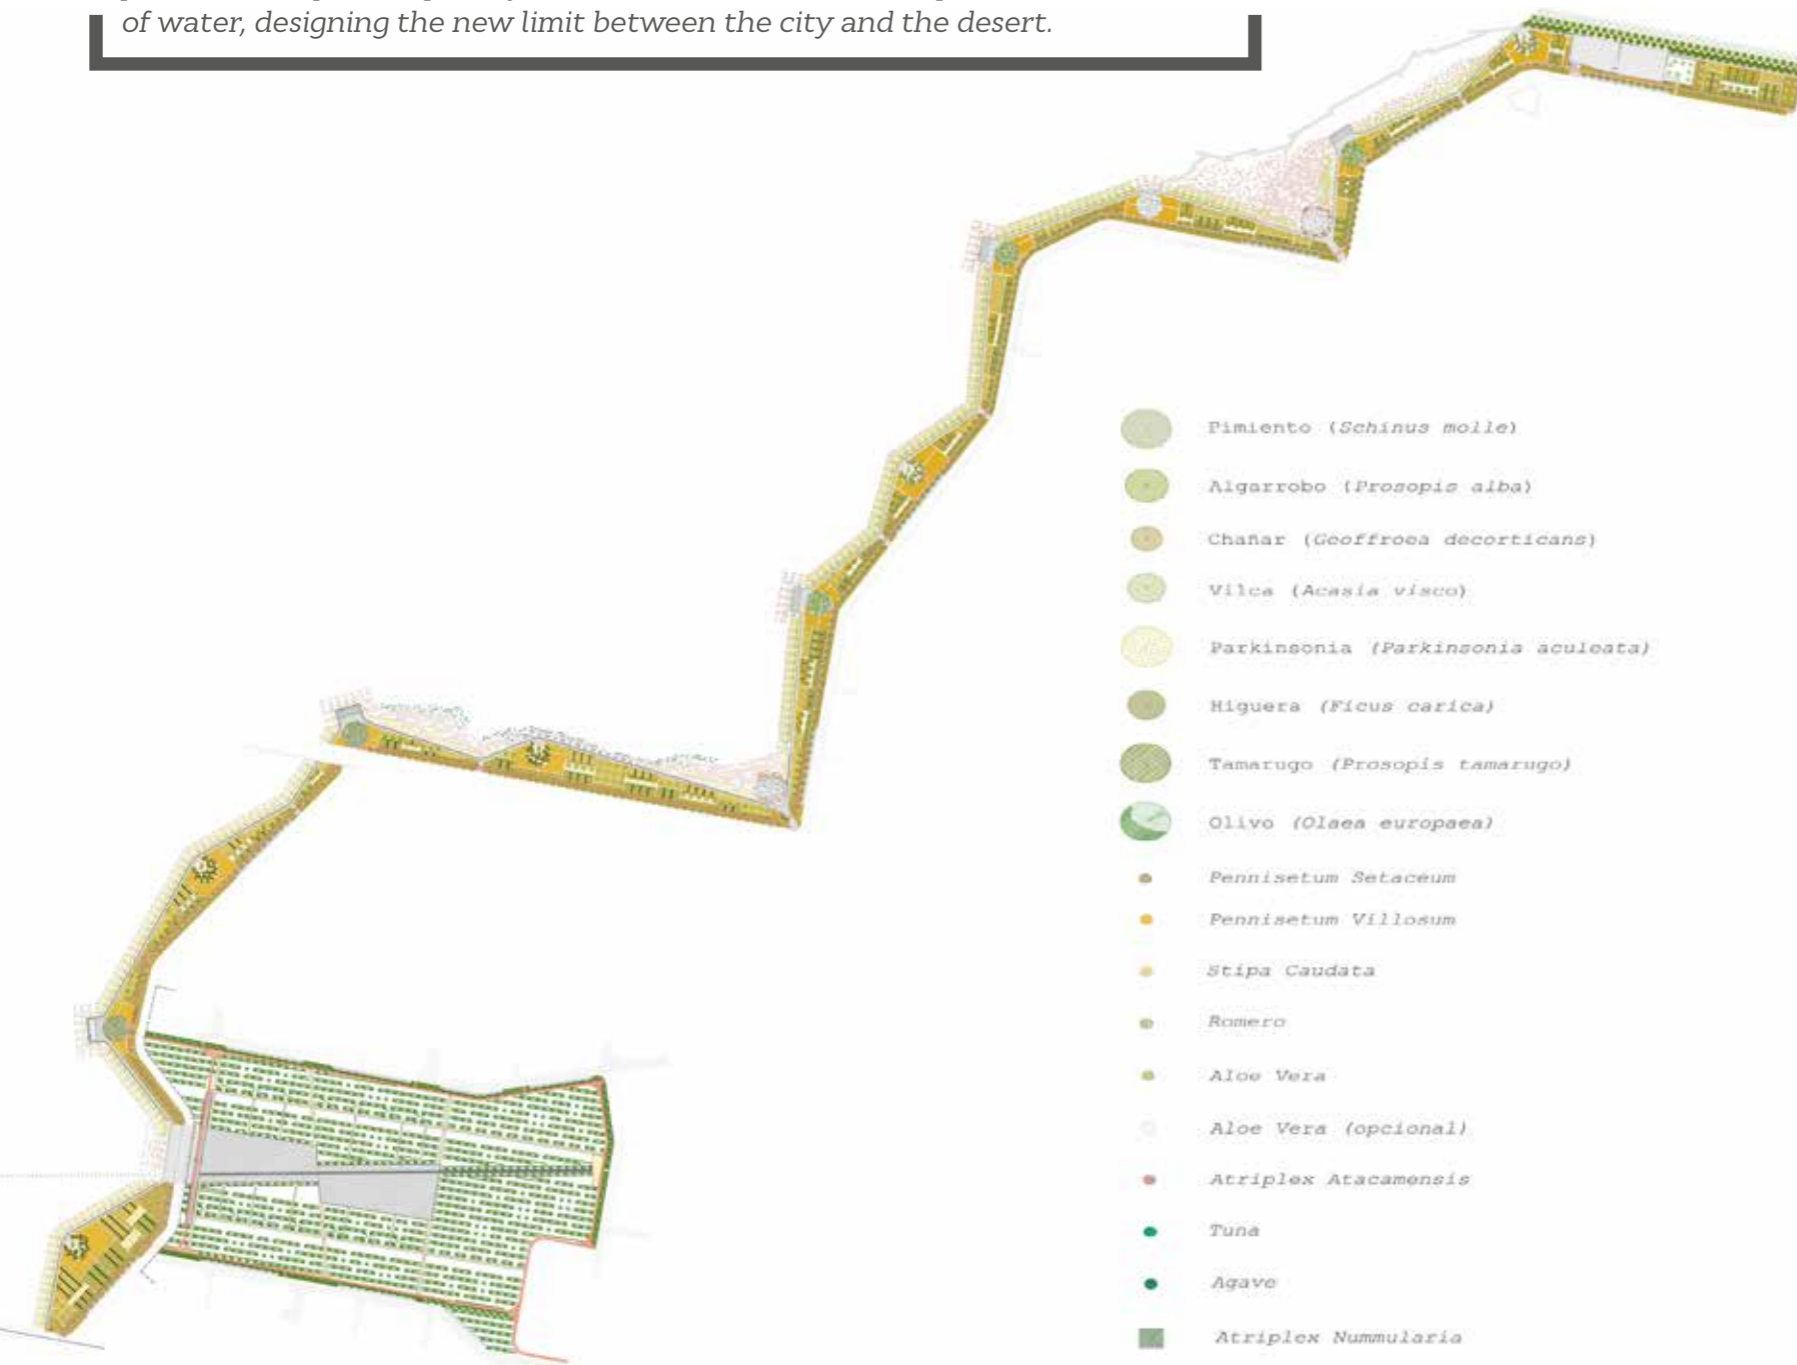 of water, designing the new limit between the city and the desert.
Pimiento (Schinus molle)
Algarrobo (Prosopis alba)
Chañar (Geoffroea decorticans)
Vilca (Acasia visco)
Parkinsonia (Parkinsonia aculeata)
Higuera (Ficus carica)
Tamarugo (Prosopis tamarugo)
Olivo (Olaea europaea)
Pennisetum Setaceum
Pennisetum Villosum
Stipa Caudata
Romero
Aloe Vera
Aloe Vera (opcional)
Atriplex Atacamensis
Tuna
Agave
Atriplex Nummularia